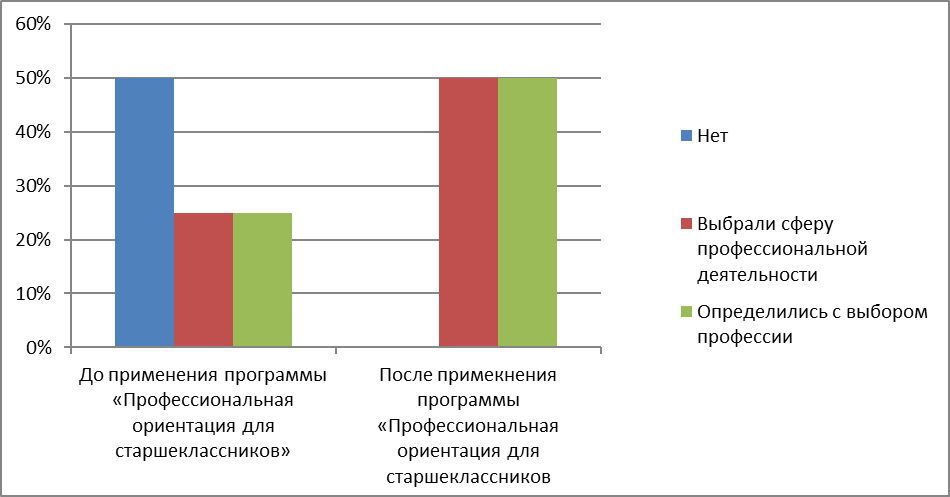 60%
50%
40%
30%
20%
10%
0%
До применения программы
«Профессиональная
ориентация для
старшеклассников»
После примекнения
программы
«Профессиональная
ориентация для
старшеклассников
Нет
Выбрали сферу
профессиональной
деятельности
Определились с выбором
профессии